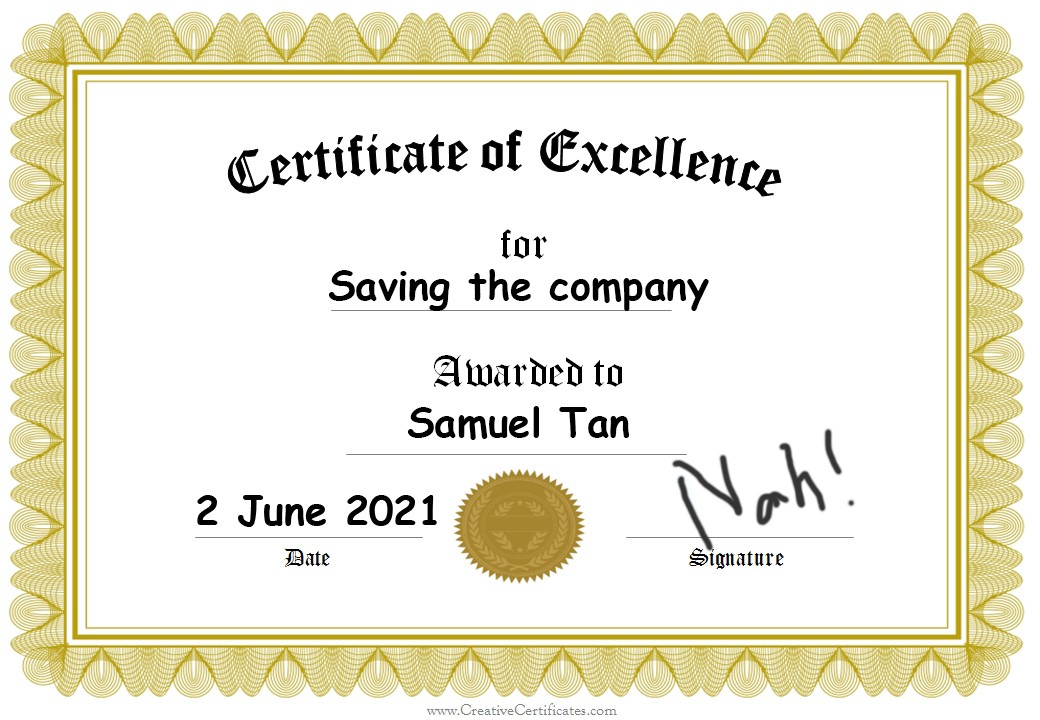 Certificate of Excellence
for
Saving the company
Awarded to
Samuel Tan
2 June 2021
Nah!
Date
Signature
www.CreativeCertificates.com